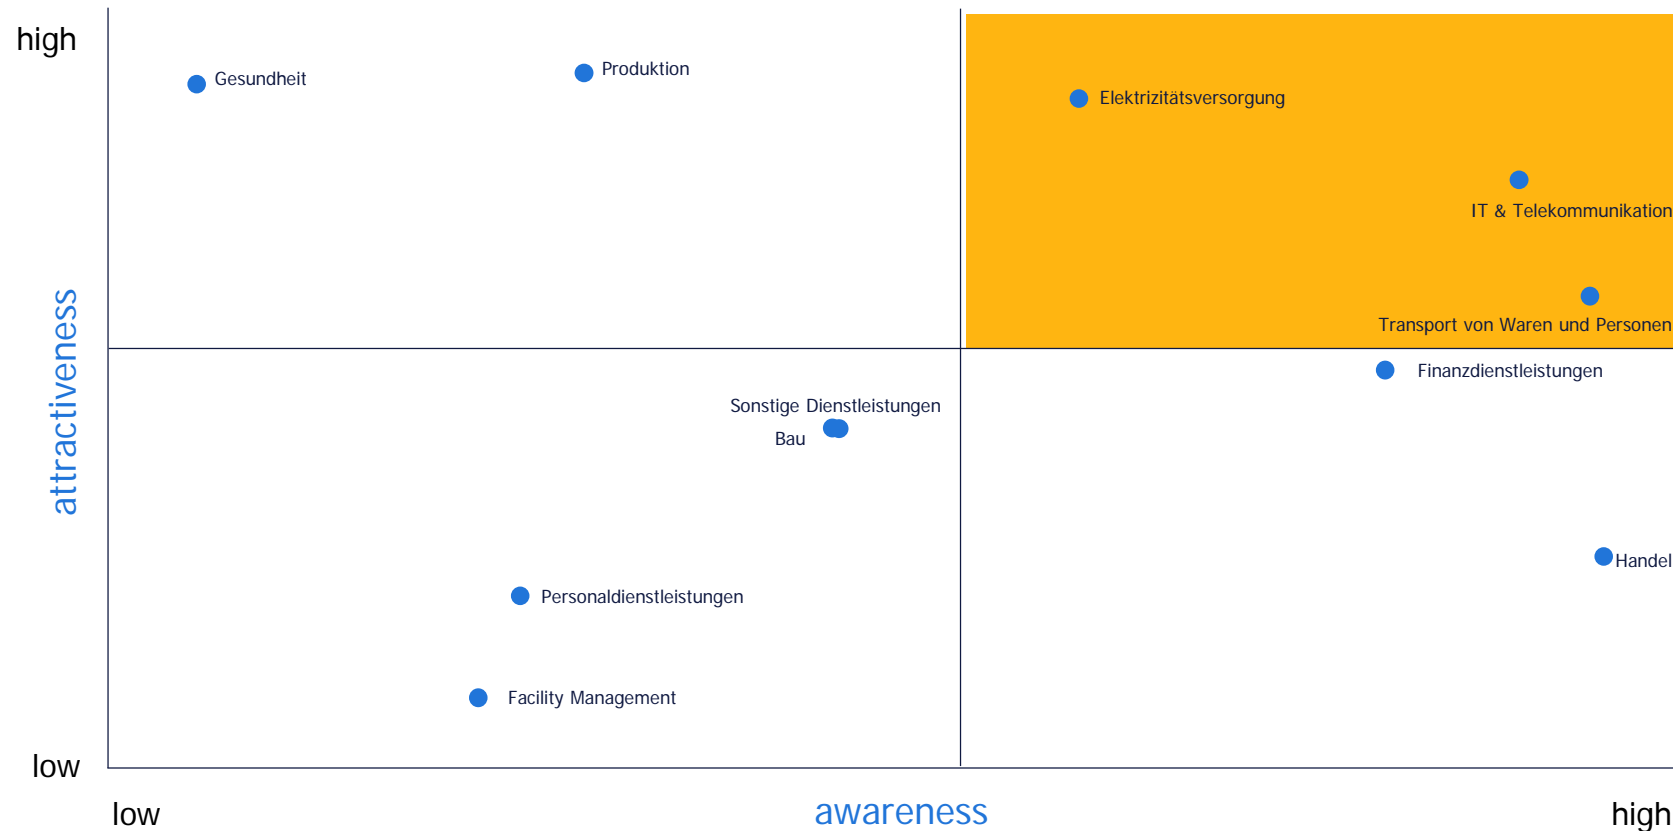 high
Gesundheit
Produktion
Elektrizitätsversorgung
IT & Telekommunikation
Transport von Waren und Personen
attractiveness
Finanzdienstleistungen
Sonstige Dienstleistungen
Bau
Handel
Personaldienstleistungen
Facility Management
low
low
awareness
high